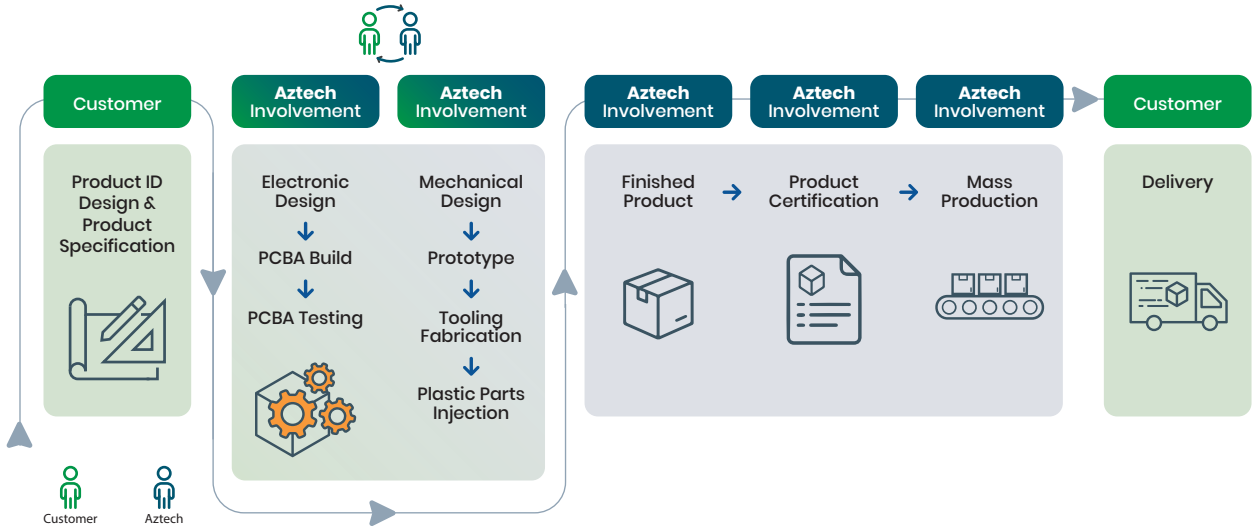 Customer
Product ID
Design &
Product
Specification
Aztech
Involvement
Electronic
Design
PCBA Build
PCBA Testing
Aztech
Involvement
Mechanical
Design
Prototype
Tooling
Fabrication
Plastic Parts
Injection
Aztech
Involvement
Finished
Product
Aztech
Involvement
Product
Certification
Aztech
Involvement
Mass
Production
Customer
Delivery
Customer
Aztech